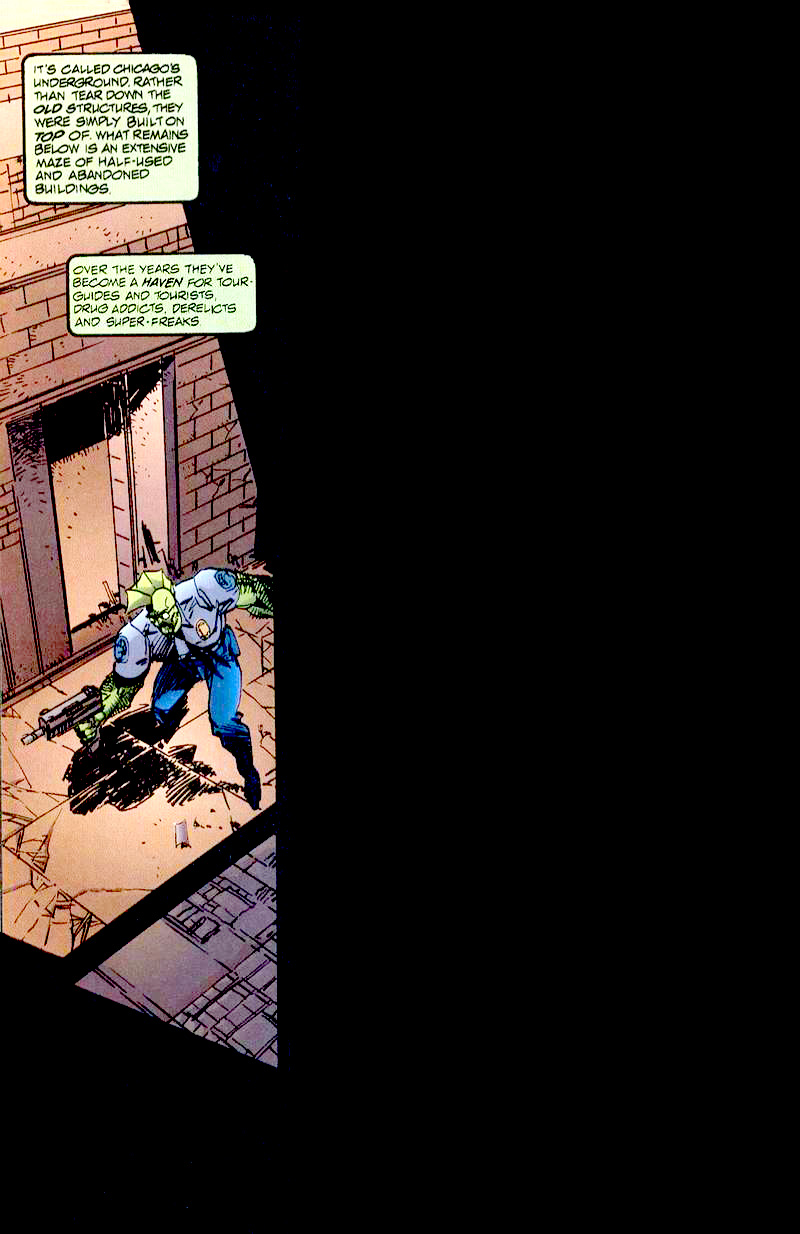 IT'S CALLED CHICAGO'S
UNDERGROUND. RATHER
THAN TEAR DOWN THE
OLD STRUCTURES, THEY
WERE SIMPLY BUILT ON
TOP OF. WHAT REMAINS
BELOW IS AN EXTENSIVE
MAZE OF HALF-USED
AND ABANDONED
BUILDINGS.
OVER THE YEARS THEY'VE
BECOME A HAVEN FOR TOUR-
GUIDES AND TOURISTS,
DRUG ADDICTS, DERELICTS
AND SUPER-FREAKS